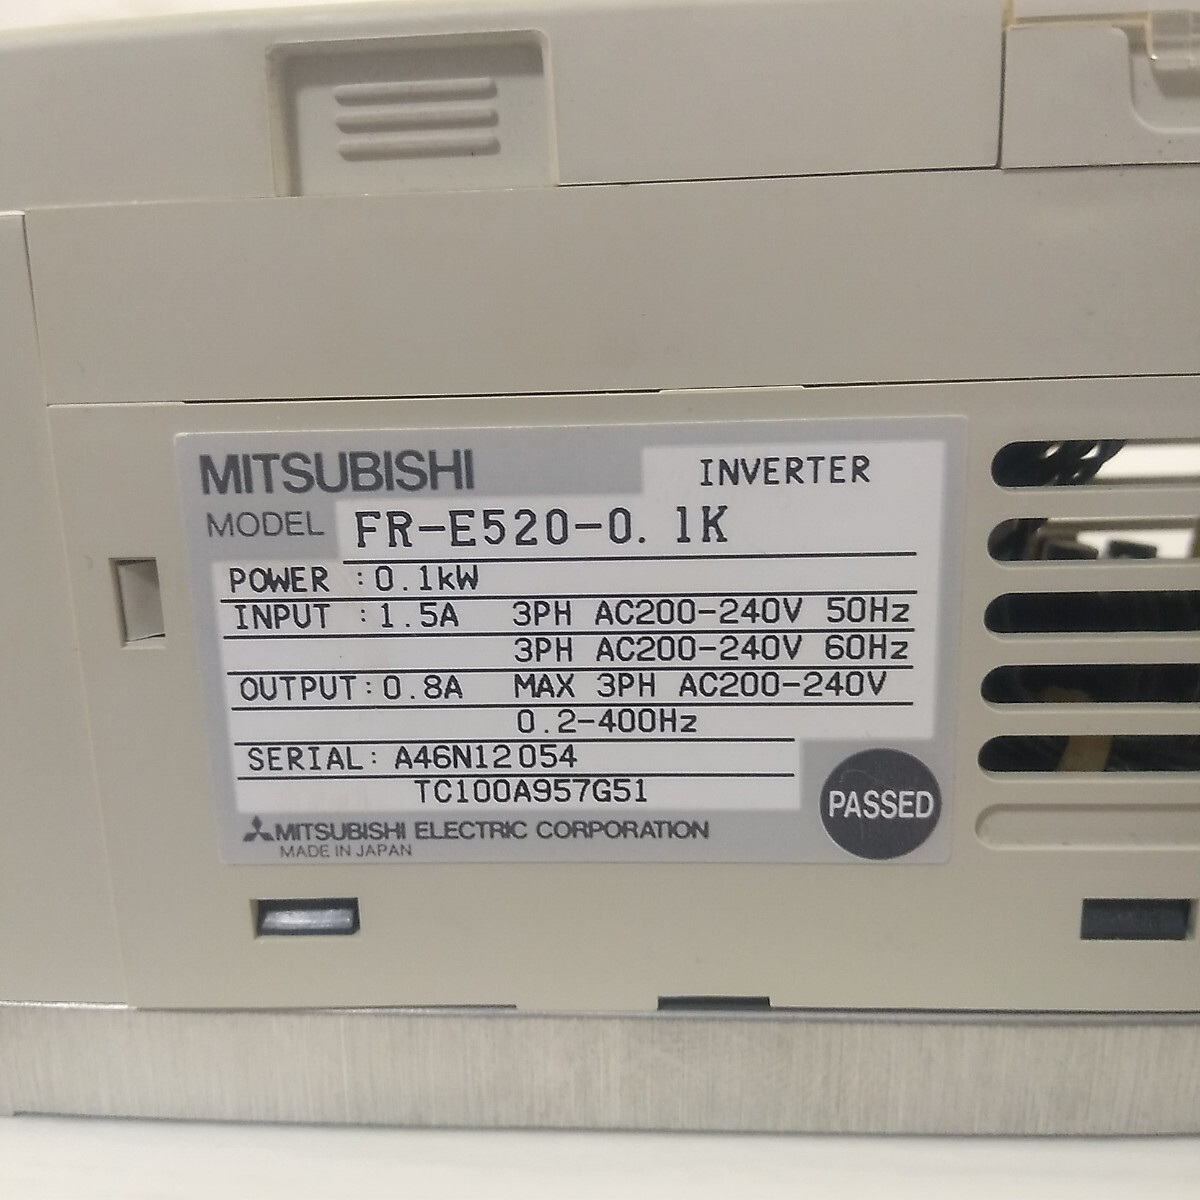 MITSUBISHI INVERTER
MODEL FR-E520-0.1K
POWER :0.1kW
INPUT :1.5A 3PH AC200-240V 50Hz
3PH AC200-240V 60Hz
OUTPUT:0.8A MAX 3PH AC200-240V
0.2-400Hz
SERIAL:A46N12054
TC100A957G51
PASSED
MITSUBISHI ELECTRIC CORPORATION
MADE IN JAPAN